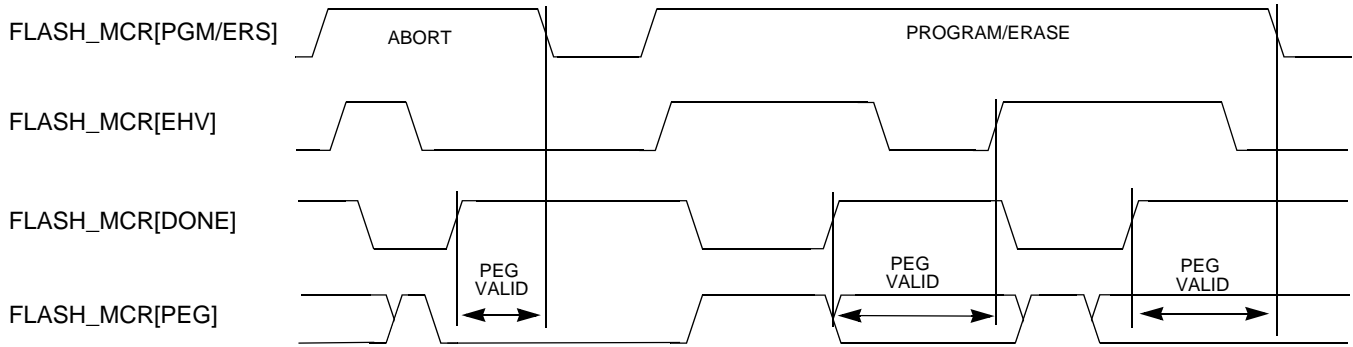 FLASH_MCR[PGM/ERS]
ABORT
PROGRAM/ERASE
FLASH_MCR[EHV]
FLASH_MCR[DONE]
PEG
VALID
PEG
VALID
PEG
VALID
FLASH_MCR[PEG]